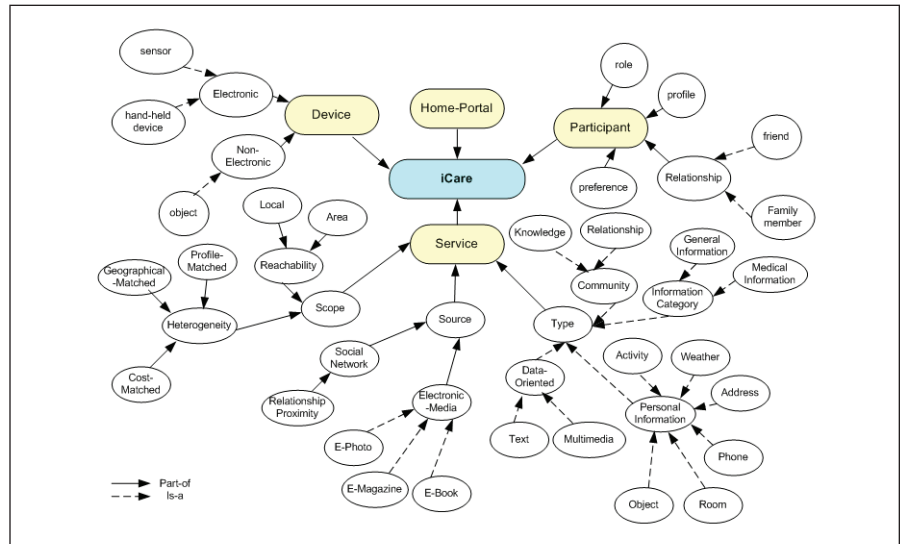 sensor
Electronic
hand-held
device
Device
Non-
Electronic
object
Home-Portal
iCare
role
profile
Participant
preference
friend
Relationship
Family
member
Service
Local
Area
Reachability
Profile-
Matched
Geographical
-Matched
Heterogeneity
Cost-
Matched
Scope
Source
Social
Network
Relationship
Proximity
Electronic
-Media
E-Photo
E-Magazine
E-Book
Type
Knowledge
Relationship
Community
General
Information
Medical
Information
Information
Category
Data-
Oriented
Text
Multimedia
Activity
Weather
Address
Personal
Information
Phone
Object
Room
Part-of
Is-a